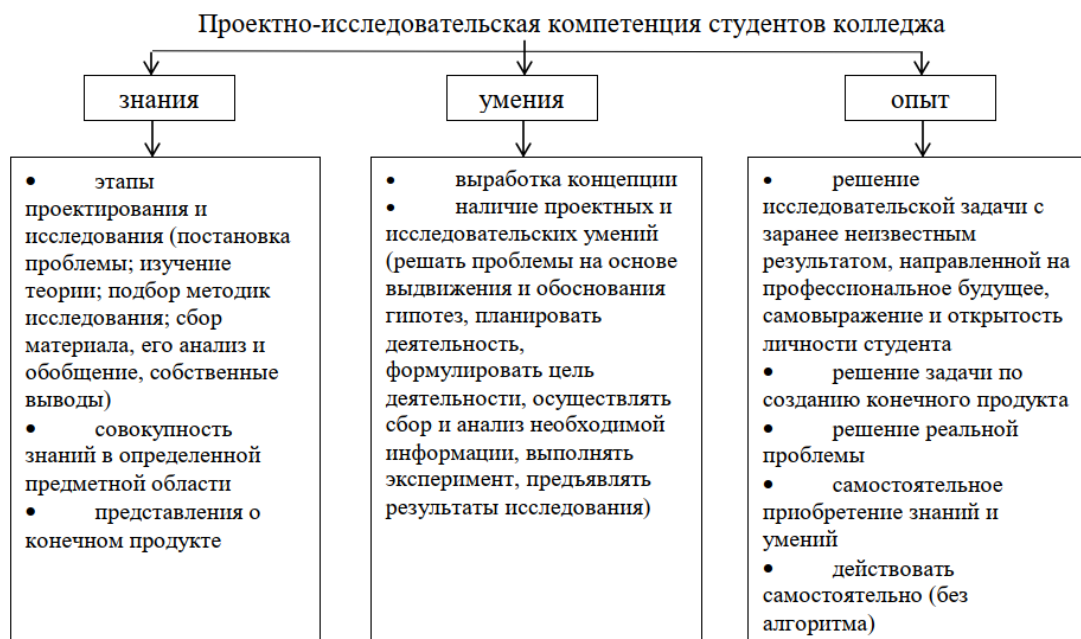 Проектно-исследовательская компетенция студентов колледжа
знания
умения
опыт
• этапы
проектирования и
исследования (постановка
проблемы; изучение
теории; подбор методик
исследования; сбор
материала, его анализ и
обобщение, собственные
выводы)
• совокупность
знаний в определенной
предметной области
• представления о
конечном продукте
• выработка концепции
• наличие проектных и
исследовательских умений
(решать проблемы на основе
выдвижения и обоснования
гипотез, планировать
деятельность,
формулировать цель
деятельности, осуществлять
сбор и анализ необходимой
информации, выполнять
эксперимент, предъявлять
результаты исследования)
• решение
исследовательской задачи с
заранее неизвестным
результатом, направленной на
профессиональное будущее,
самовыражение и открытость
личности студента
• решение задачи по
созданию конечного продукта
• решение реальной
проблемы
• самостоятельное
приобретение знаний и
умений
• действовать
самостоятельно (без
алгоритма)